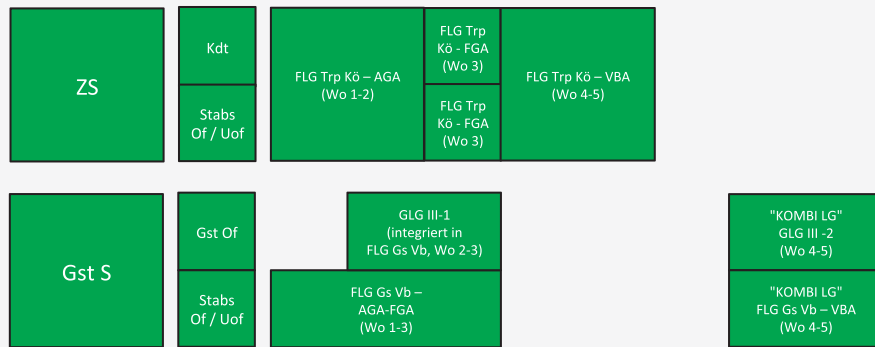 ZS
Kdt
Stabs
Of / Uof
FLG Trp Kö – AGA
(Wo 1-2)
FLG Trp
Kö - FGA
(Wo 3)
FLG Trp
Kö - FGA
(Wo 3)
FLG Trp Kö – VBA
(Wo 4-5)
Gst S
Gst Of
Stabs
Of / Uof
GLG III-1
(integriert in
FLG Gs Vb, Wo 2-3)
FLG Gs Vb –
AGA-FGA
(Wo 1-3)
"KOMBI LG"
GLG III -2
(Wo 4-5)
"KOMBI LG"
FLG Gs Vb – VBA
(Wo 4-5)